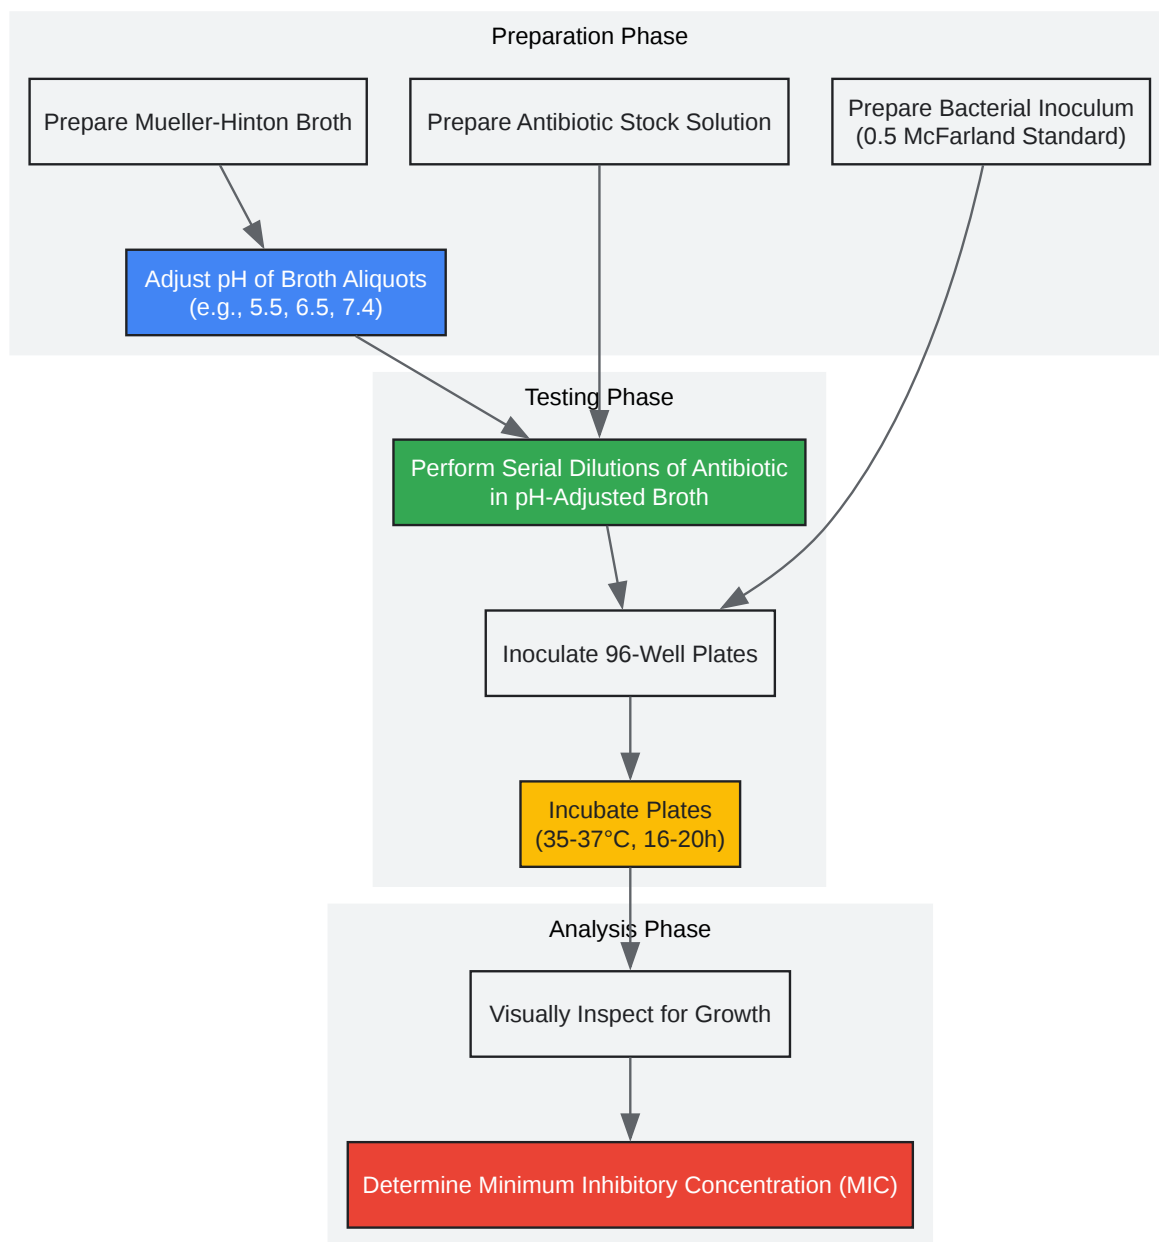 Preparation Phase
Prepare Mueller-Hinton Broth
Prepare Antibiotic Stock Solution
Prepare Bacterial Inoculum
(0.5 McFarland Standard)
Adjust pH of Broth Aliquots
(e.g., 5.5, 6.5, 7.4)
Testing Phase
Perform Serial Dilutions of Antibiotic
in pH-Adjusted Broth
Inoculate 96-Well Plates
Incubate Plates
(35-37°C, 16-20h)
Analysis Phase
Visually Inspect for Growth
Determine Minimum Inhibitory Concentration (MIC)